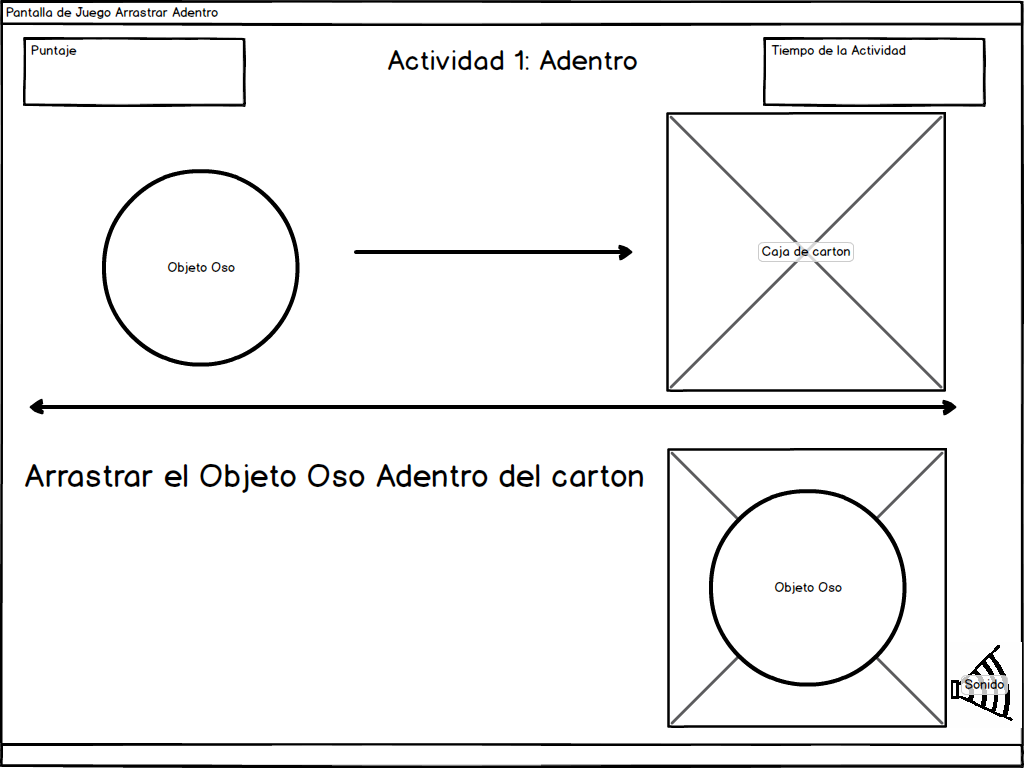 Pantalla de Juego Arrastrar Adentro
Puntaje
Actividad 1: Adentro
Tiempo de la Actividad
Objeto Oso
Caja de carton
Arrastrar el Objeto Oso Adentro del carton
Objeto Oso
Sonido